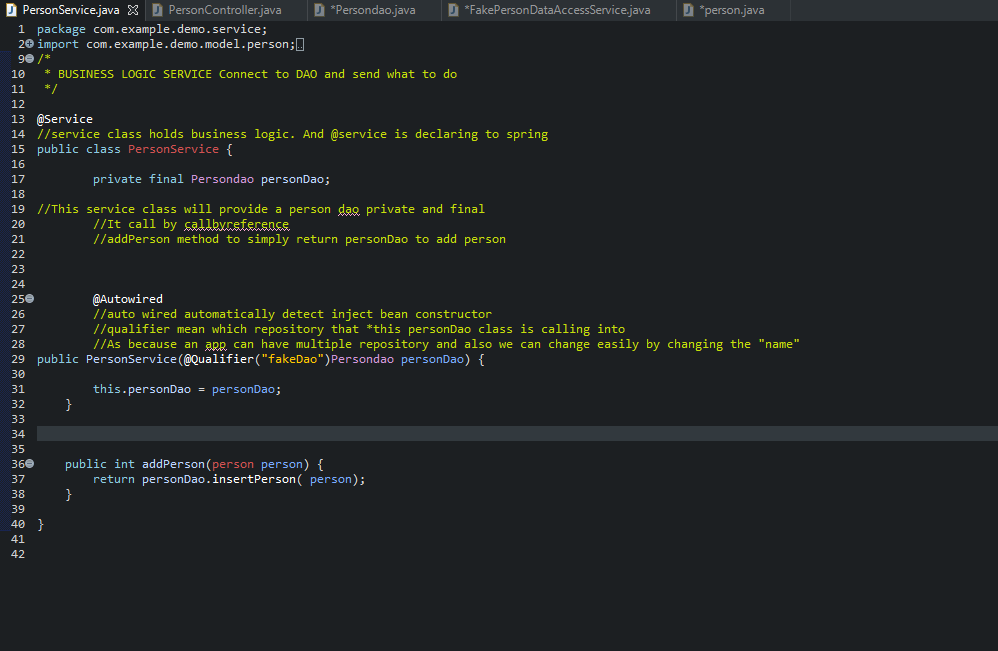 PersonService.java PersonController.java *Persondao.java *FakePersonDataAccessService.java *person.java
1 package com.example.demo.service;
2 import com.example.demo.model.person;
9 /*
10 * BUSINESS LOGIC SERVICE Connect to DAO and send what to do
11 */
12
13 @Service
14 //service class holds business logic. And @service is declaring to spring
15 public class PersonService {
16
17 private final Persondao personDao;
18
19 //This service class will provide a person dao private and final
20 //It call by callbyreference
21 //addPerson method to simply return personDao to add person
22
23
24
25 @Autowired
26 //auto wired automatically detect inject bean constructor
27 //qualifier mean which repository that *this personDao class is calling into
28 //As because an app can have multiple repository and also we can change easily by changing the "name"
29 public PersonService(@Qualifier("fakeDao")Persondao personDao) {
30
31 this.personDao = personDao;
32 }
33
34
35
36 public int addPerson(person person) {
37 return personDao.insertPerson( person);
38 }
39
40 }
41
42